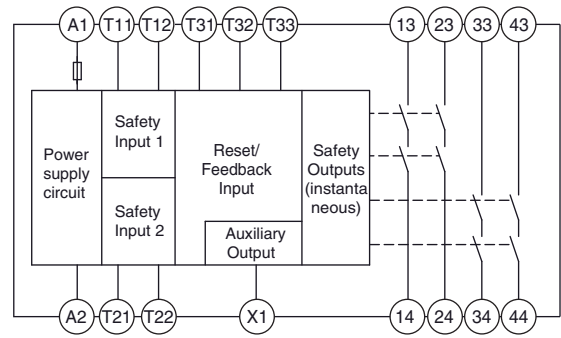 A1 T11 T12 T31 T32 T33 13 23 33 43
Power
supply
circuit
Safety
Input 1
Safety
Input 2
Reset/
Feedback
Input
Auxiliary
Output
Safety
Outputs
(instanta
neous)
A2 T21 T22 X1 14 24 34 44